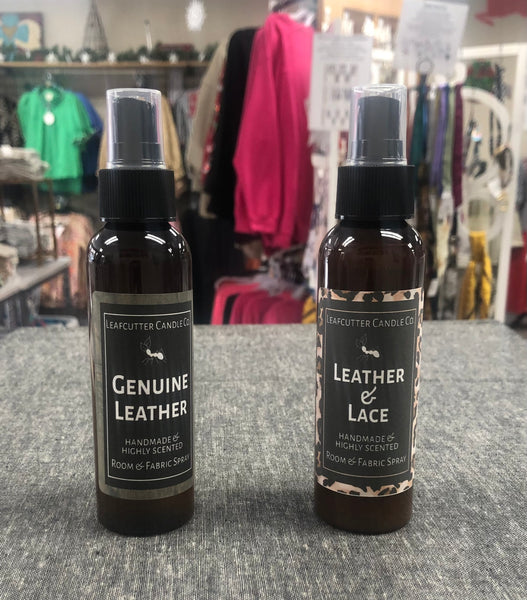 LEAFCUTTER CANDLE CO.
GENUINE
LEATHER
HANDMADE &
HIGHLY SCENTED
ROOM & FABRIC SPRAY
LEAFCUTTER CANDLE CO.
LEATHER
&
LACE
HANDMADE &
HIGHLY SCENTED
ROOM & FABRIC SPRAY